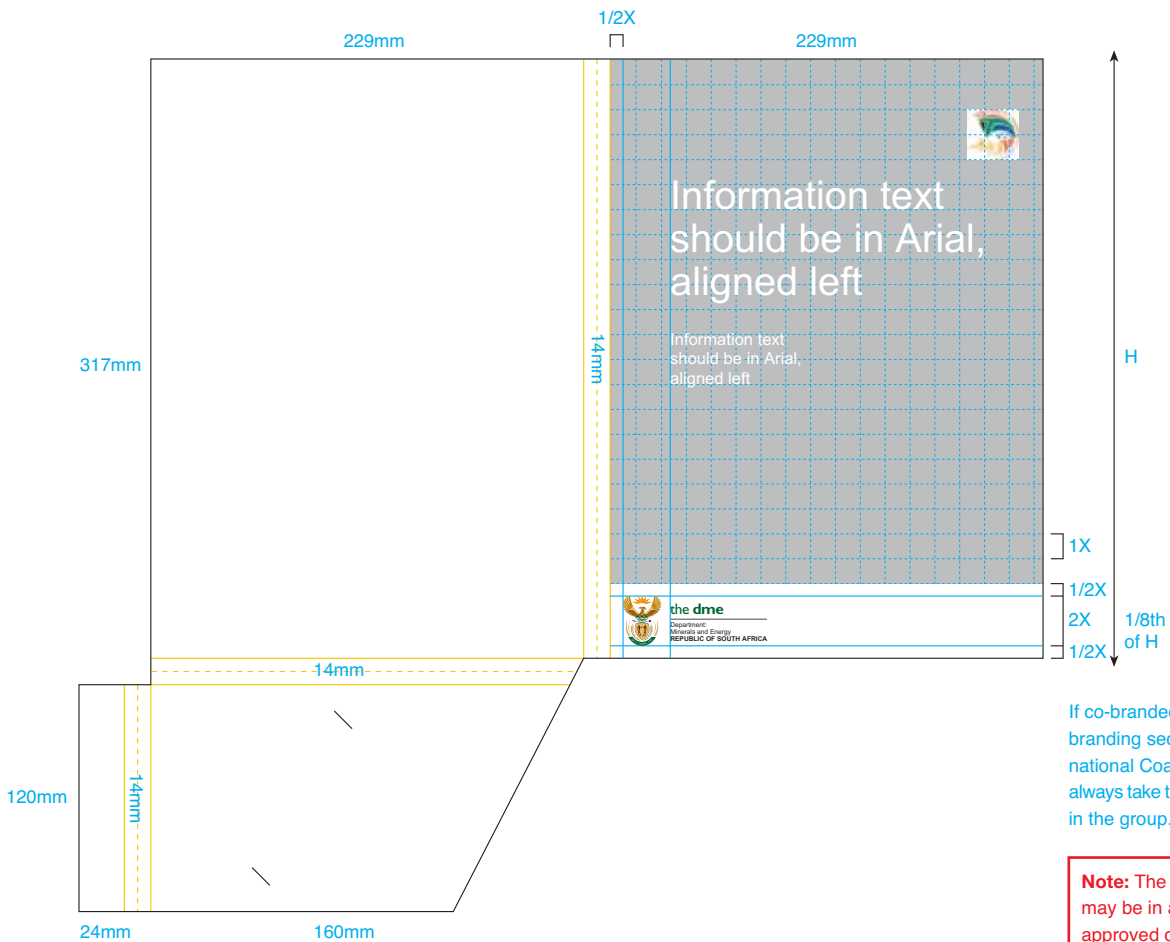 1/2X
229mm
229mm
Information text
should be in Arial,
aligned left
Information text
should be in Arial,
aligned left
317mm
14mm
H
1X
1/2X
2X
1/2X
1/8th
of H
the dme
Department:
Minerals and Energy
REPUBLIC OF SOUTH AFRICA
14mm
120mm
14mm
24mm
160mm
If co-brande
branding sec
national Coa
always take t
in the group.
Note: The
may be in a
approved c